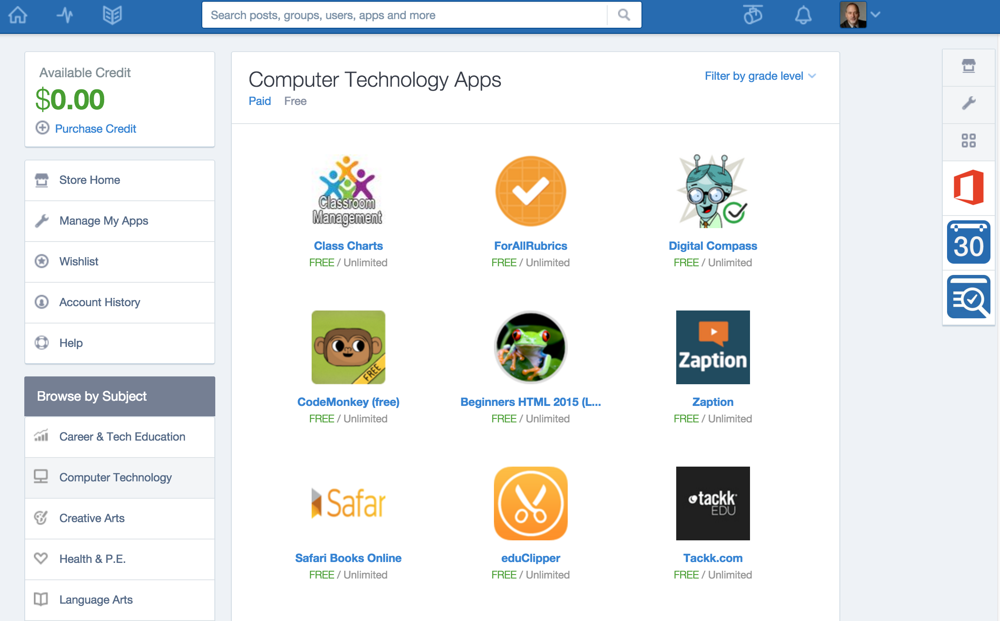 Search posts, groups, users, apps and more
Available Credit
$0.00
Purchase Credit
Store Home
Manage My Apps
Wishlist
Account History
Help
Browse by Subject
Career & Tech Education
Computer Technology
Creative Arts
Health & P.E.
Language Arts
Computer Technology Apps
Filter by grade level
Paid Free
Classroom
Management
Class Charts
FREE / Unlimited
ForAllRubrics
FREE / Unlimited
Digital Compass
FREE / Unlimited
FREE
CodeMonkey (free)
FREE / Unlimited
Beginners HTML 2015 (L...
FREE / Unlimited
Zaption
Zaption
FREE / Unlimited
Safar
Safari Books Online
FREE / Unlimited
eduClipper
FREE / Unlimited
tackk
EDU
Tackk.com
FREE / Unlimited
30